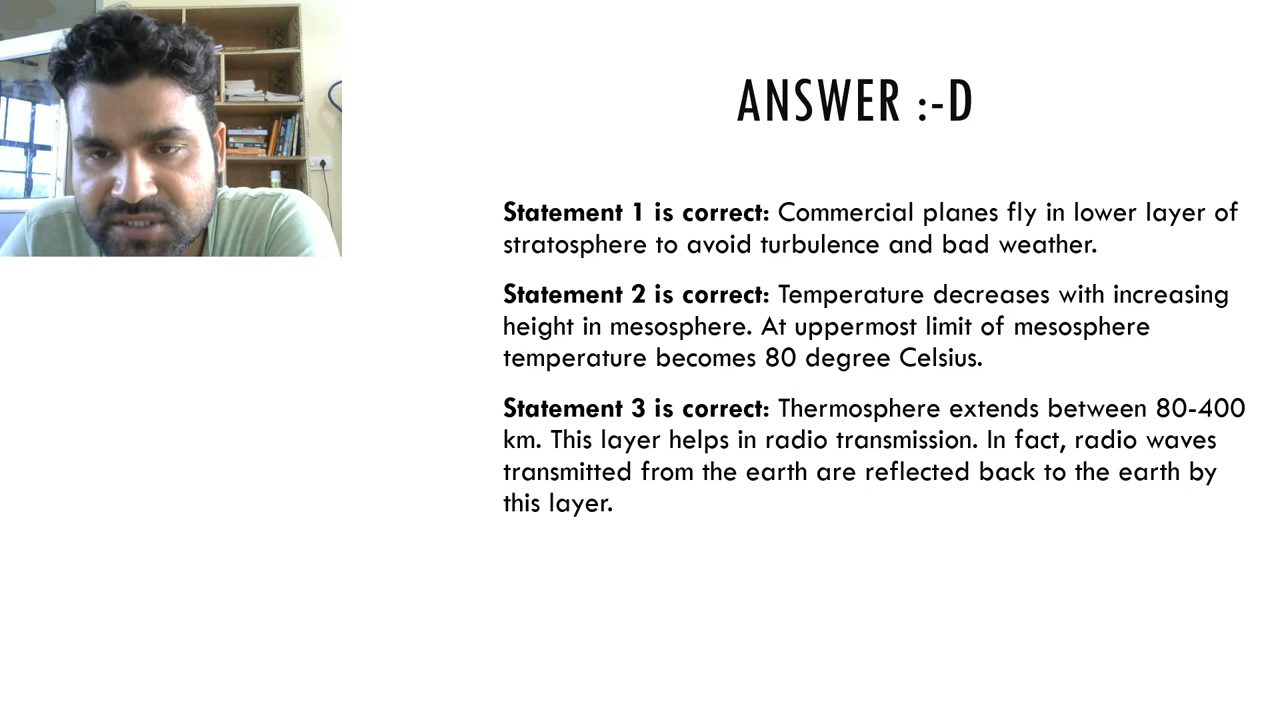 ANSWER :-D
Statement 1 is correct: Commercial planes fly in lower layer of
stratosphere to avoid turbulence and bad weather.
Statement 2 is correct: Temperature decreases with increasing
height in mesosphere. At uppermost limit of mesosphere
temperature becomes 80 degree Celsius.
Statement 3 is correct: Thermosphere extends between 80-400
km. This layer helps in radio transmission. In fact, radio waves
transmitted from the earth are reflected back to the earth by
this layer.